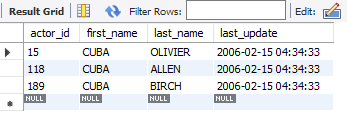 Result Grid Filter Rows: Edit:
actor_id first_name last_name last_update
15 CUBA OLIVIER 2006-02-15 04:34:33
118 CUBA ALLEN 2006-02-15 04:34:33
189 CUBA BIRCH 2006-02-15 04:34:33
NULL NULL NULL NULL